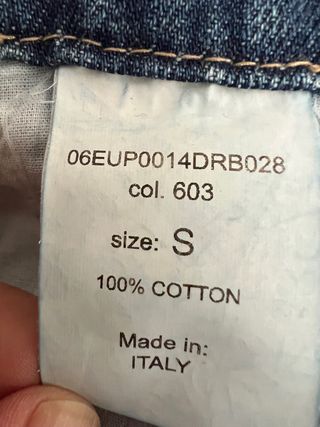 06EUP0014DRB028
col. 603
size: S
100% COTTON
Made in:
ITALY